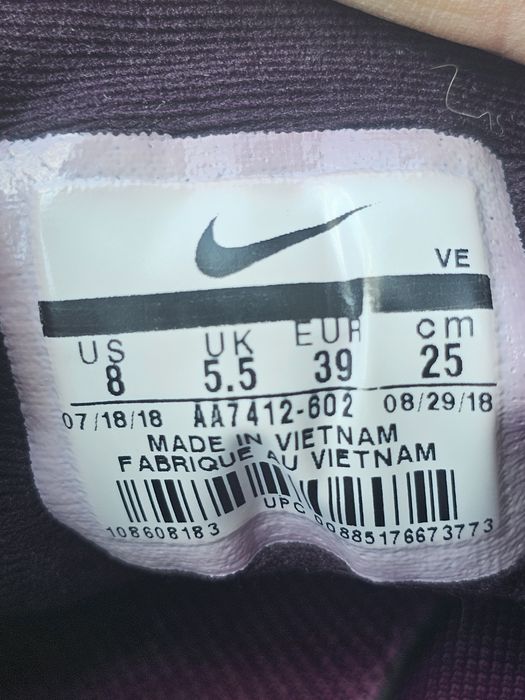 VE
US UK EUR cm
8 5.5 39 25
07/18/18 AA7412-602 08/29/18
MADE IN VIETNAM
FABRIQUE AU VIETNAM
108608183 UPC 00885176673773